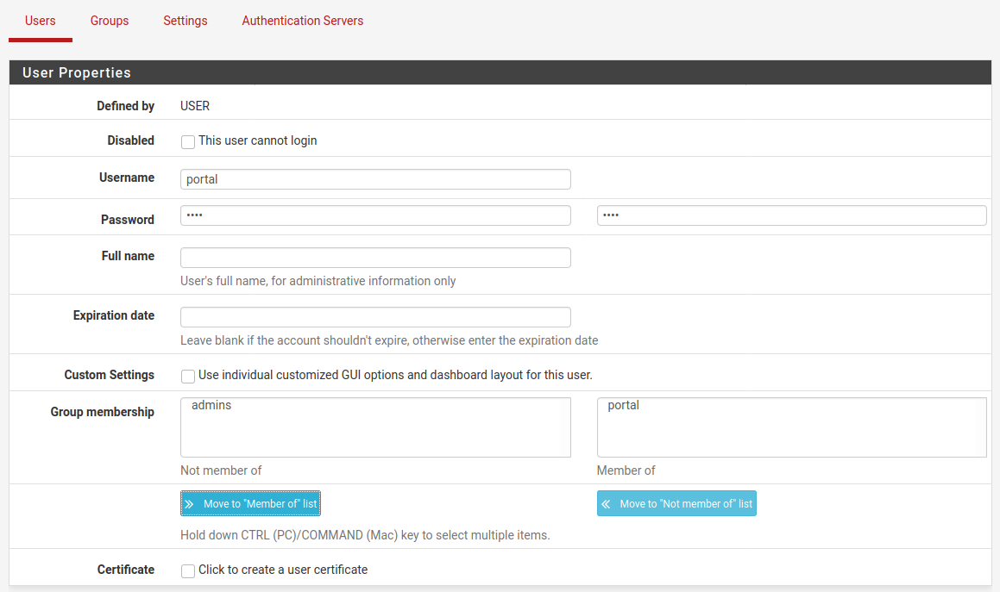 Users Groups Settings Authentication Servers
User Properties
Defined by USER
Disabled This user cannot login
Username portal
Password •••• ••••
Full name
User's full name, for administrative information only
Expiration date
Leave blank if the account shouldn't expire, otherwise enter the expiration date
Custom Settings Use individual customized GUI options and dashboard layout for this user.
Group membership admins portal
Not member of Member of
Move to "Member of" list Move to "Not member of" list
Hold down CTRL (PC)/COMMAND (Mac) key to select multiple items.
Certificate Click to create a user certificate